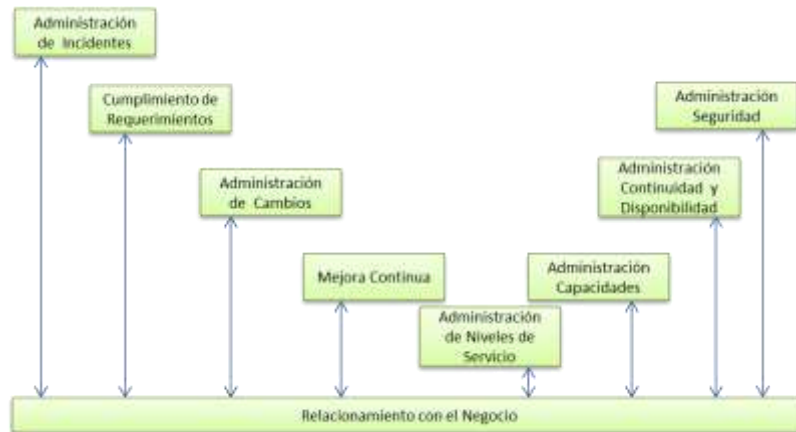 Administración
de Incidentes
Cumplimiento de
Requerimientos
Administración
de Cambios
Mejora Continua
Administración
de Niveles de
Servicio
Administración
Capacidades
Administración
Continuidad y
Disponibilidad
Administración
Seguridad
Relacionamiento con el Negocio